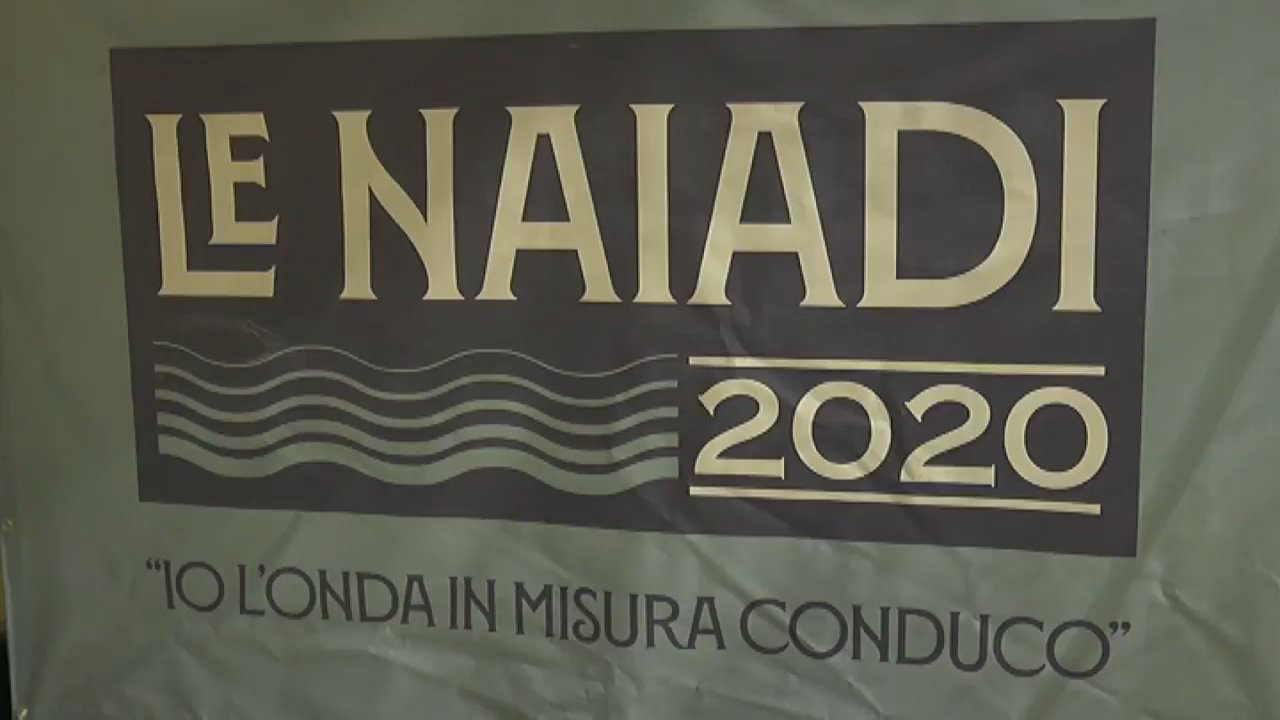 LE NAIADI
2020
“IO L’ONDA IN MISURA CONDUCO”